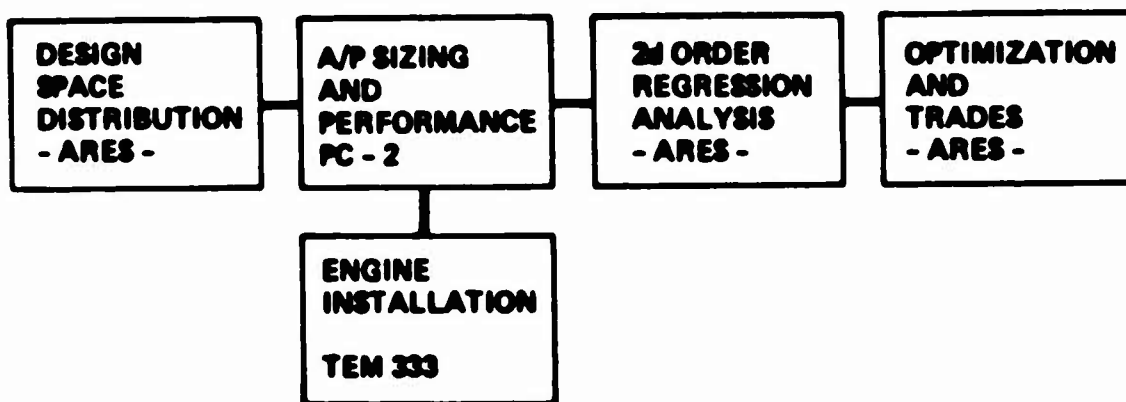 DESIGN
SPACE
DISTRIBUTION
- ARES -
A/P SIZING
AND
PERFORMANCE
PC - 2
2d ORDER
REGRESSION
ANALYSIS
- ARES -
OPTIMIZATION
AND
TRADES
- ARES -
ENGINE
INSTALLATION
TEM 333